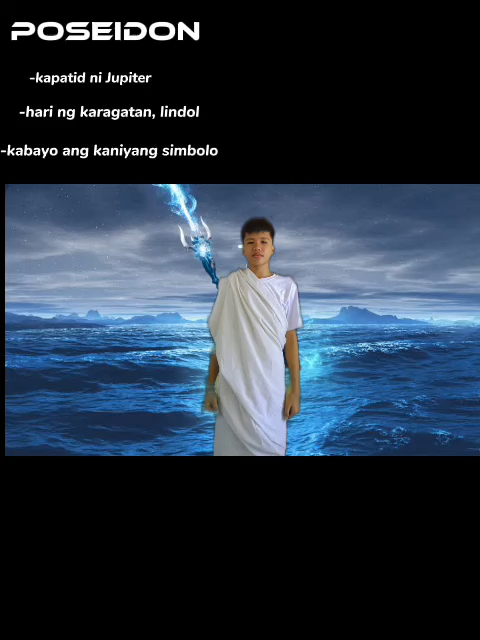 POSEIDON
-kapatid ni Jupiter
-hari ng karagatan, lindol
-kabayo ang kaniyang simbolo